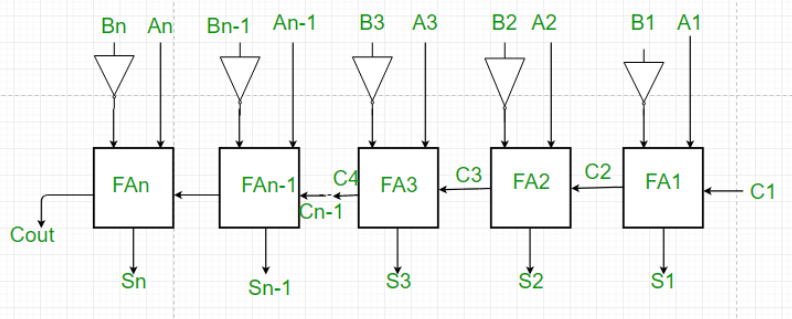 Bn An Bn-1 An-1 B3 A3 B2 A2 B1 A1
FAn FAn-1 C4 FA3 C3 FA2 C2 FA1 C1
Cn-1
Cout
Sn Sn-1 S3 S2 S1